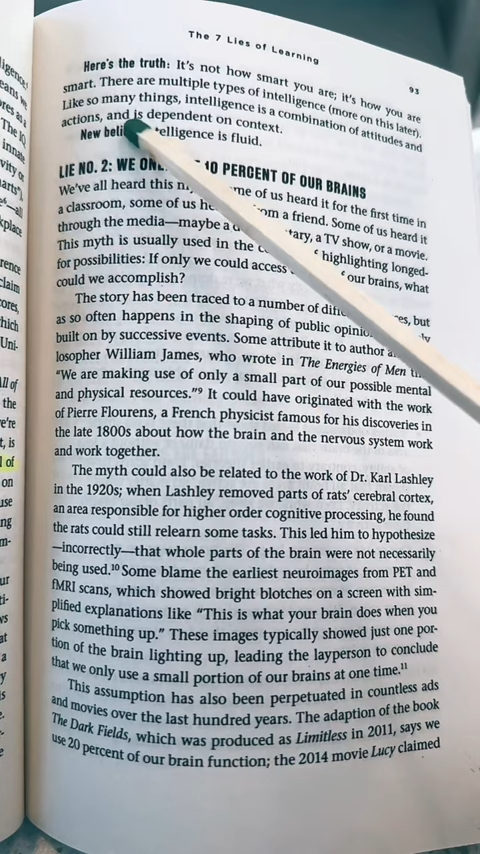 The 7 Lies of Learning
93
Here's the truth: It's not how smart you are; it's how you are
smart. There are multiple types of intelligence (more on this later).
Like so many things, intelligence is a combination of attitudes and
actions, and is dependent on context.
New telligence is fluid.
LIE NO. 2: WE 10 PERCENT OF OUR BRAINS
We've all heard this me of us heard it for the first time in
a classroom, some of us om a friend. Some of us heard it
through the media—maybe a tary, a TV show, or a movie.
This myth is usually used in the highlighting longed-
for possibilities: If only we could access our brains, what
could we accomplish?
The story has been traced to a number of es, but
as so often happens in the shaping of public
built on by successive events. Some attribute it to author
losopher William James, who wrote in The Energies of Men
"We are making use of only a small part of our possible mental
and physical resources."9 It could have originated with the work
of Pierre Flourens, a French physicist famous for his discoveries in
the late 1800s about how the brain and the nervous system work
and work together.
The myth could also be related to the work of Dr. Karl Lashley
in the 1920s; when Lashley removed parts of rats' cerebral cortex,
an area responsible for higher order cognitive processing, he found
the rats could still relearn some tasks. This led him to hypothesize
—incorrectly—that whole parts of the brain were not necessarily
being used.10 Some blame the earliest neuroimages from PET and
fMRI scans, which showed bright blotches on a screen with sim-
plified explanations like "This is what your brain does when you
pick something up." These images typically showed just one por-
tion of the brain lighting up, leading the layperson to conclude
that we only use a small portion of our brains at one time.11
This assumption has also been perpetuated in countless ads
and movies over the last hundred years. The adaption of the book
The Dark Fields, which was produced as Limitless in 2011, says we
use 20 percent of our brain function; the 2014 movie Lucy claimed